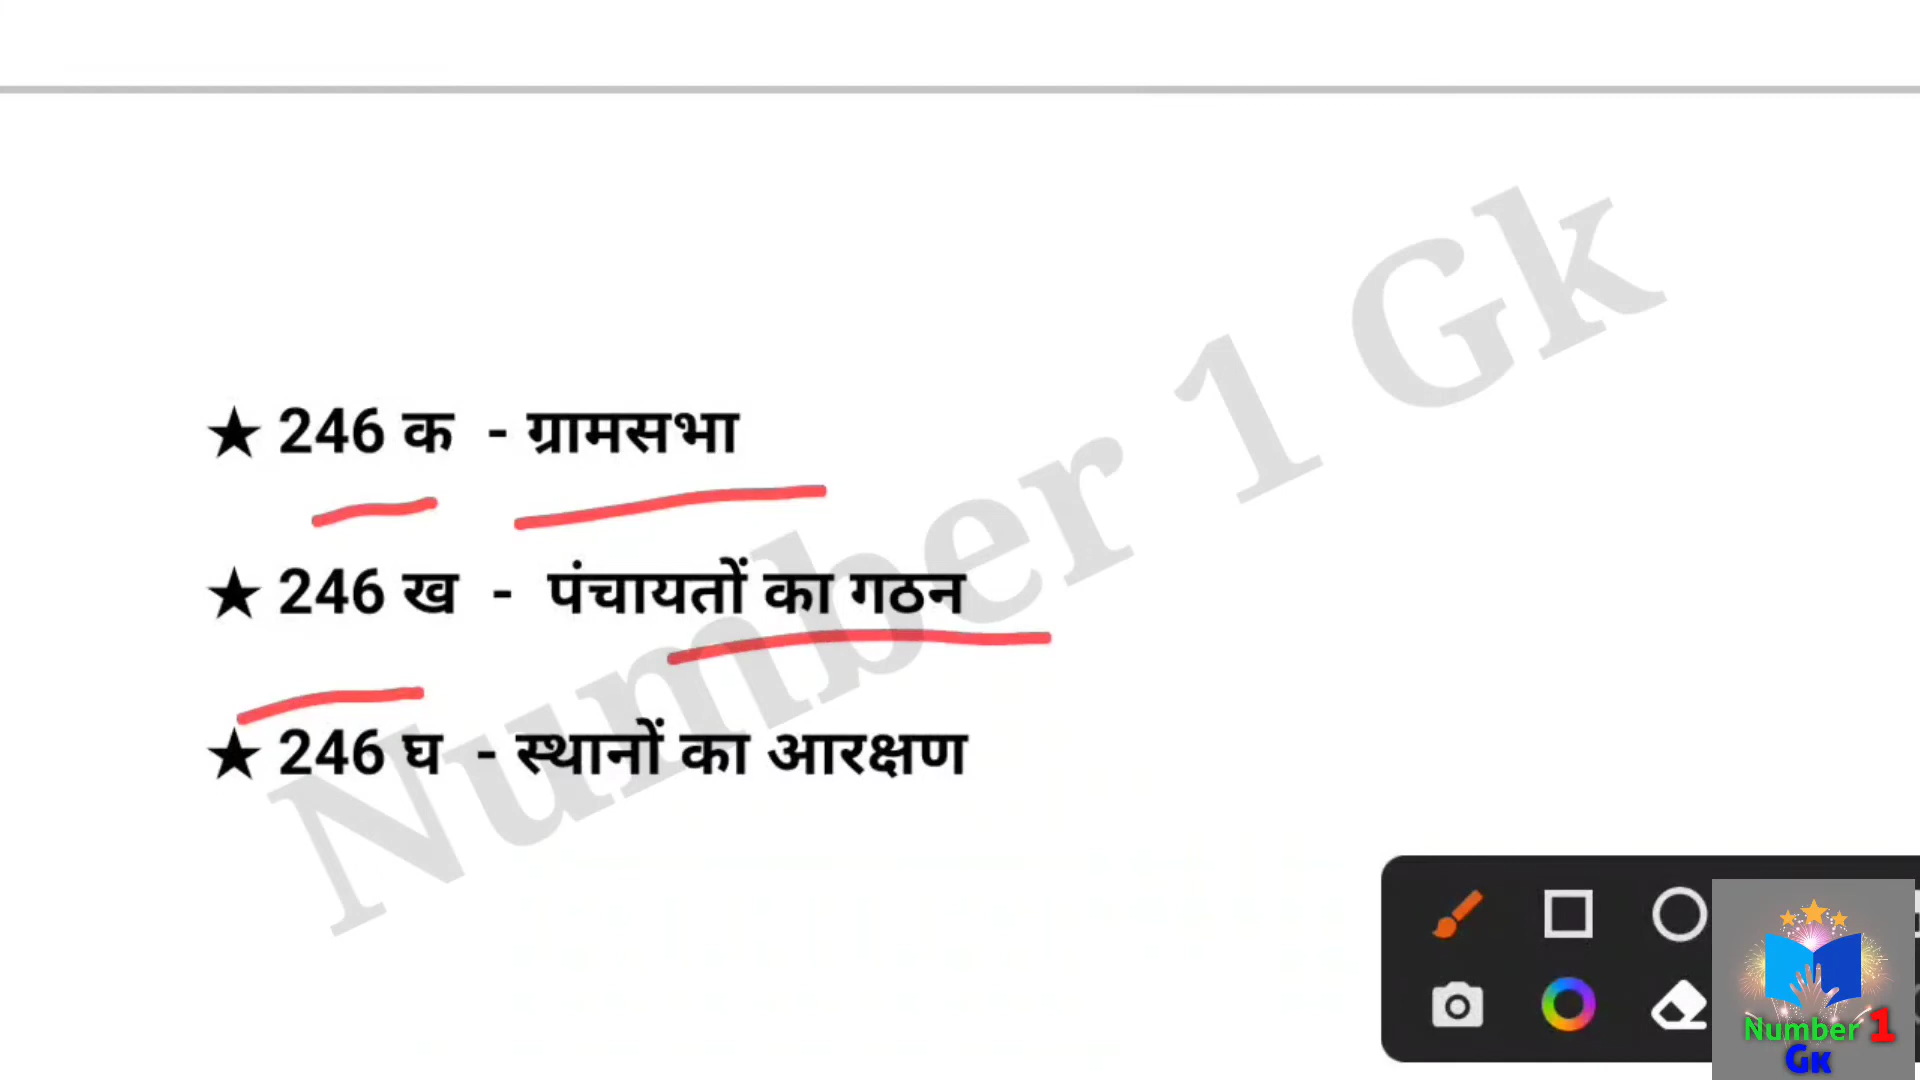 ★ 246 क - ग्रामसभा
★ 246 ख - पंचायतों का गठन
★ 246 घ - स्थानों का आरक्षण
Number 1 Gk
Number 1
GK